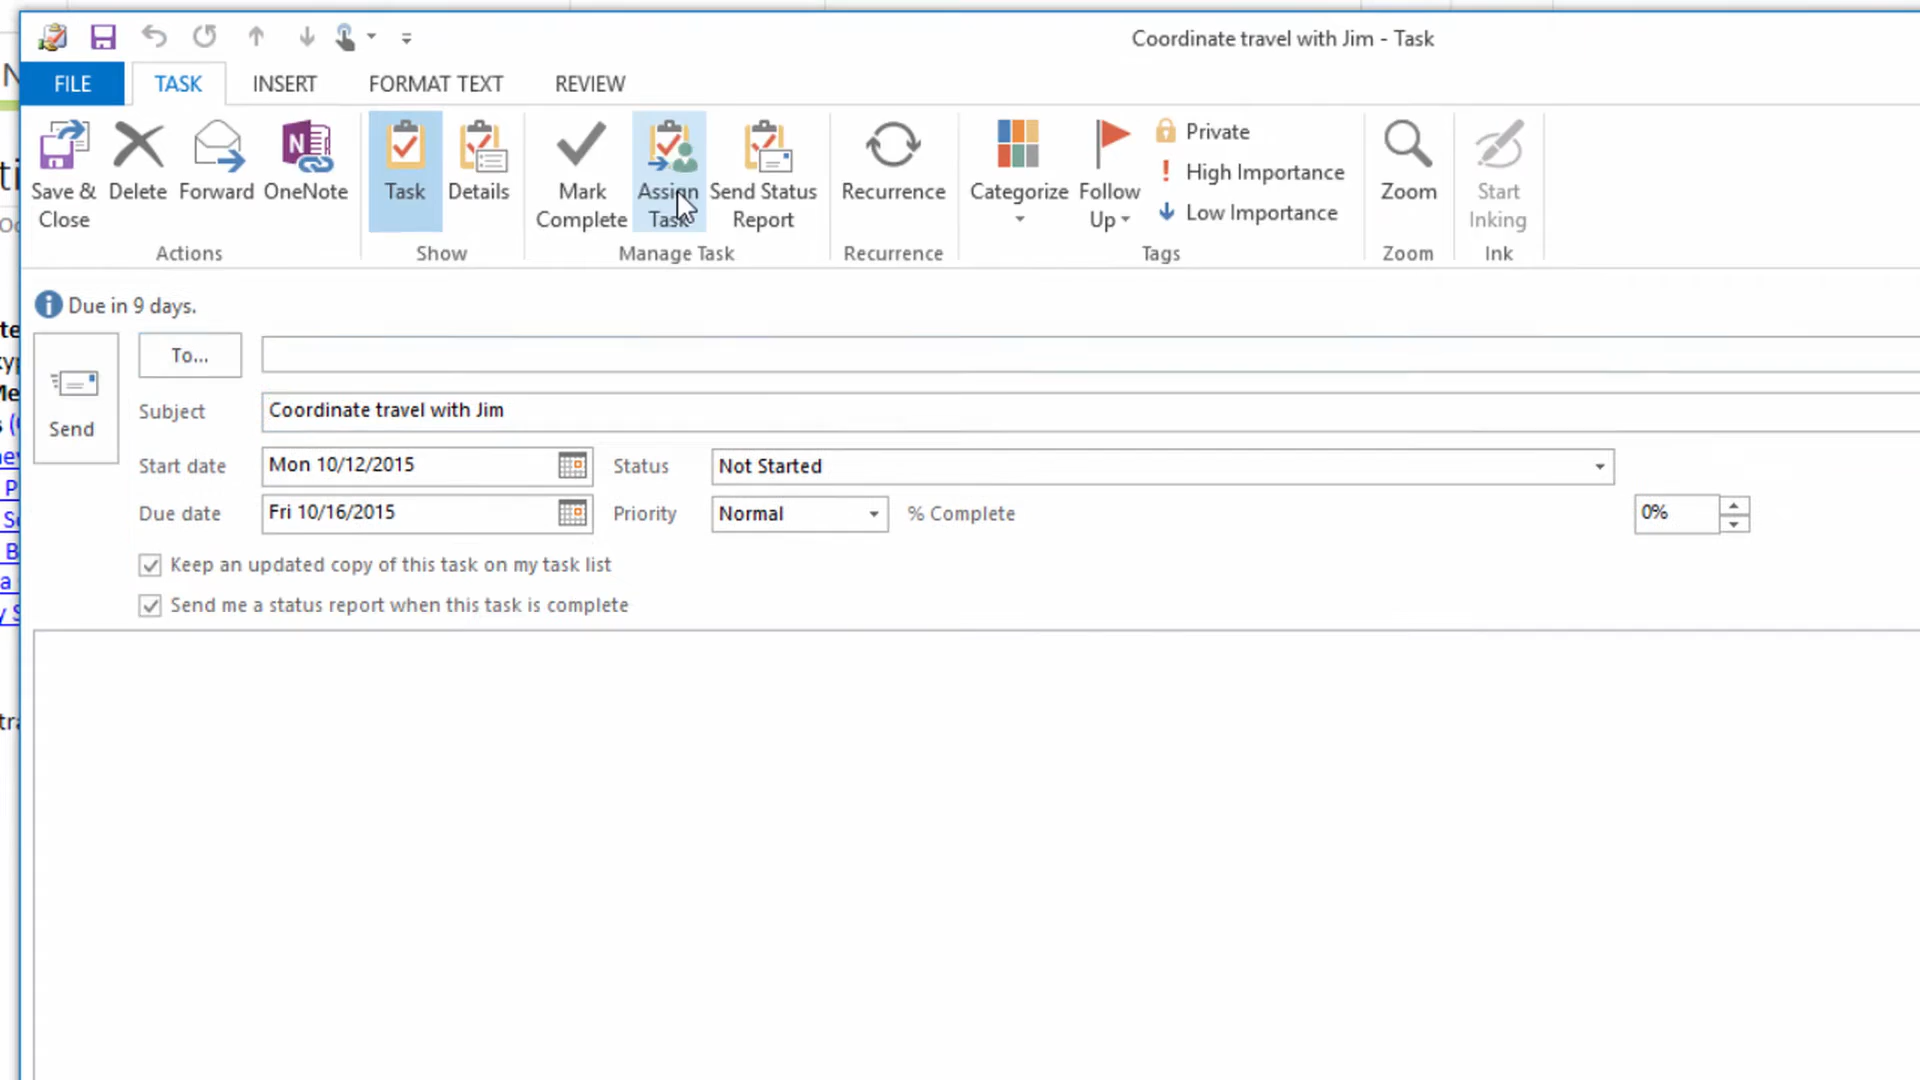 Coordinate travel with Jim - Task
FILE TASK INSERT FORMAT TEXT REVIEW
Save & Close
Delete
Forward
OneNote
Actions
Task
Details
Show
Mark Complete
Assign Task
Send Status Report
Manage Task
Recurrence
Recurrence
Categorize
Follow Up
Private
High Importance
Low Importance
Tags
Zoom
Zoom
Start Inking
Ink
Due in 9 days.
Send
To...
Subject Coordinate travel with Jim
Start date Mon 10/12/2015 Status Not Started
Due date Fri 10/16/2015 Priority Normal % Complete 0%
Keep an updated copy of this task on my task list
Send me a status report when this task is complete